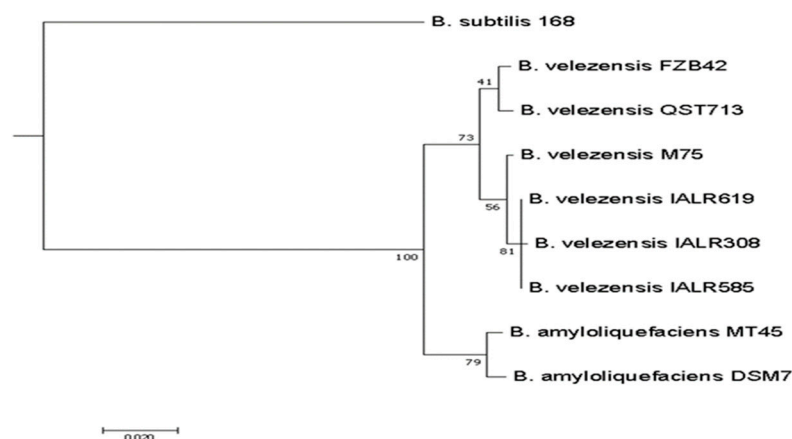 B. subtilis 168
B. velezensis FZB42
41
B. velezensis QST713
73
B. velezensis M75
B. velezensis IALR619
56
B. velezensis IALR308
81
100
B. velezensis IALR585
B. amyloliquefaciens MT45
79
B. amyloliquefaciens DSM7
0.020